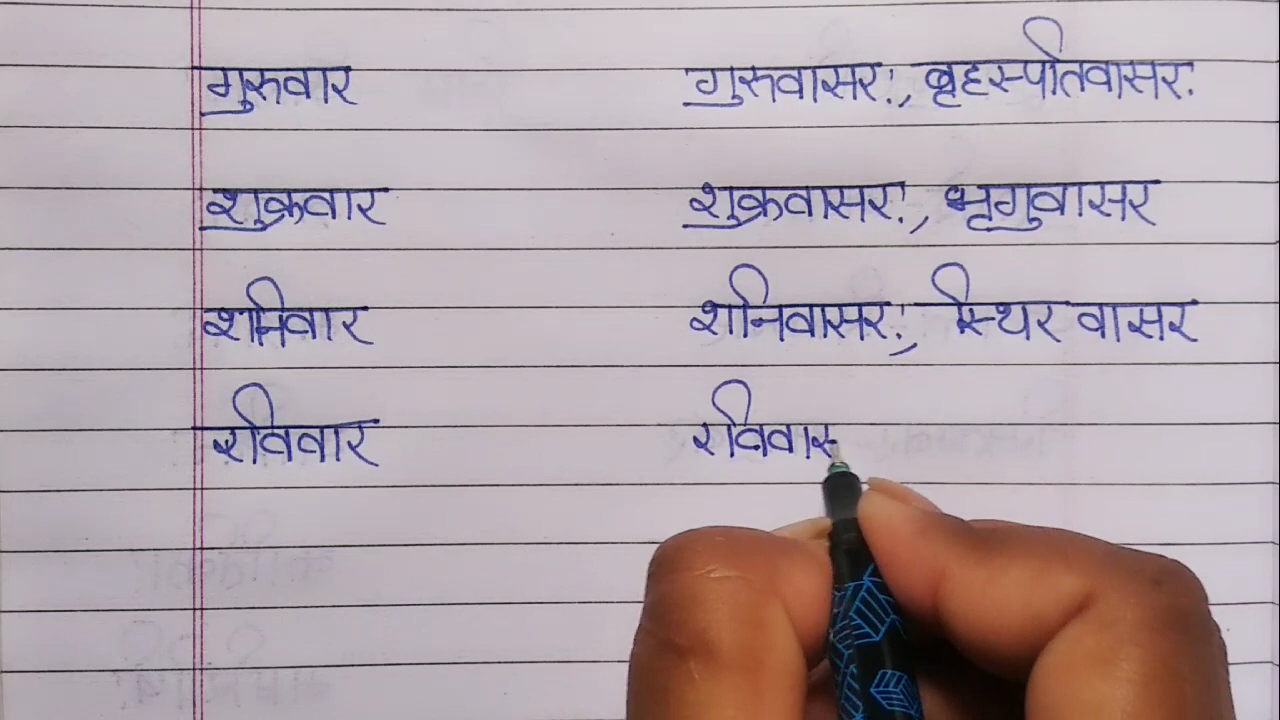 गुरुवार गुरुवासरः, बृहस्पतिवासरः
शुक्रवार शुक्रवासरः, भृगुवासर
शनिवार शनिवासरः, स्थिर वासर
रविवार रविवास